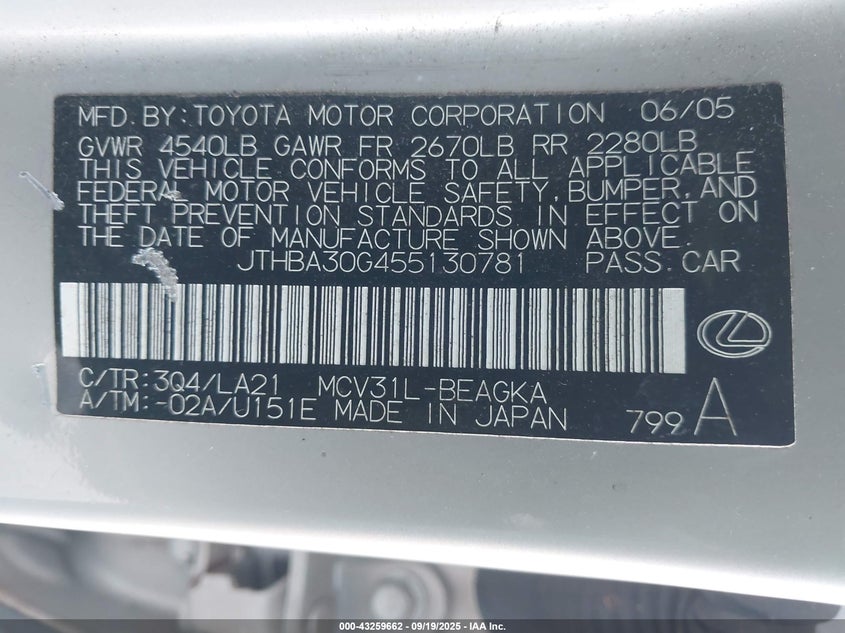 MFD.BY:TOYOTA MOTOR CORPORATION 06/05
GVWR 4540LB GAWR FR 2670LB RR 2280LB
THIS VEHICLE CONFORMS TO ALL APPLICABLE
FEDERAL MOTOR VEHICLE SAFETY,BUMPER,AND
THEFT PREVENTION STANDARDS IN EFFECT ON
THE DATE OF MANUFACTURE SHOWN ABOVE.
JTHBA30G455130781 PASS.CAR
C/TR:3Q4/LA21 MCV31L-BEAGKA
A/TM:-02A/U151E MADE IN JAPAN 799A
000-43259662 - 09/19/2025 - IAA Inc.